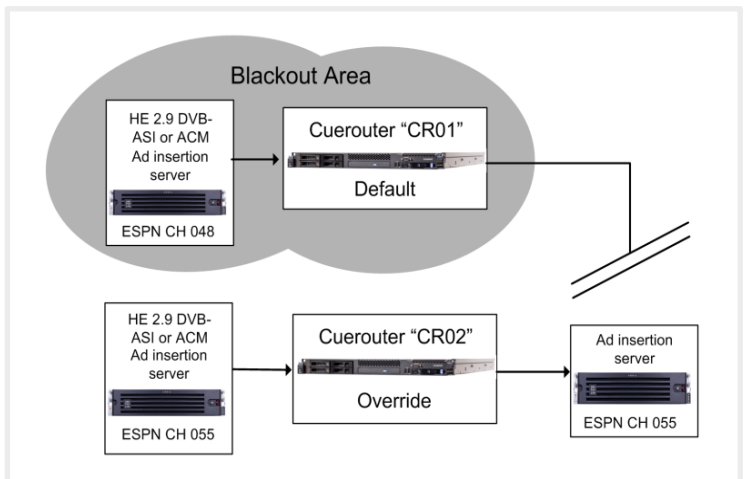 Blackout Area
HE 2.9 DVB-
ASI or ACM
Ad insertion
server
ESPN CH 048
Cuerouter “CR01”
Default
HE 2.9 DVB-
ASI or ACM
Ad insertion
server
ESPN CH 055
Cuerouter “CR02”
Override
Ad insertion
server
ESPN CH 055